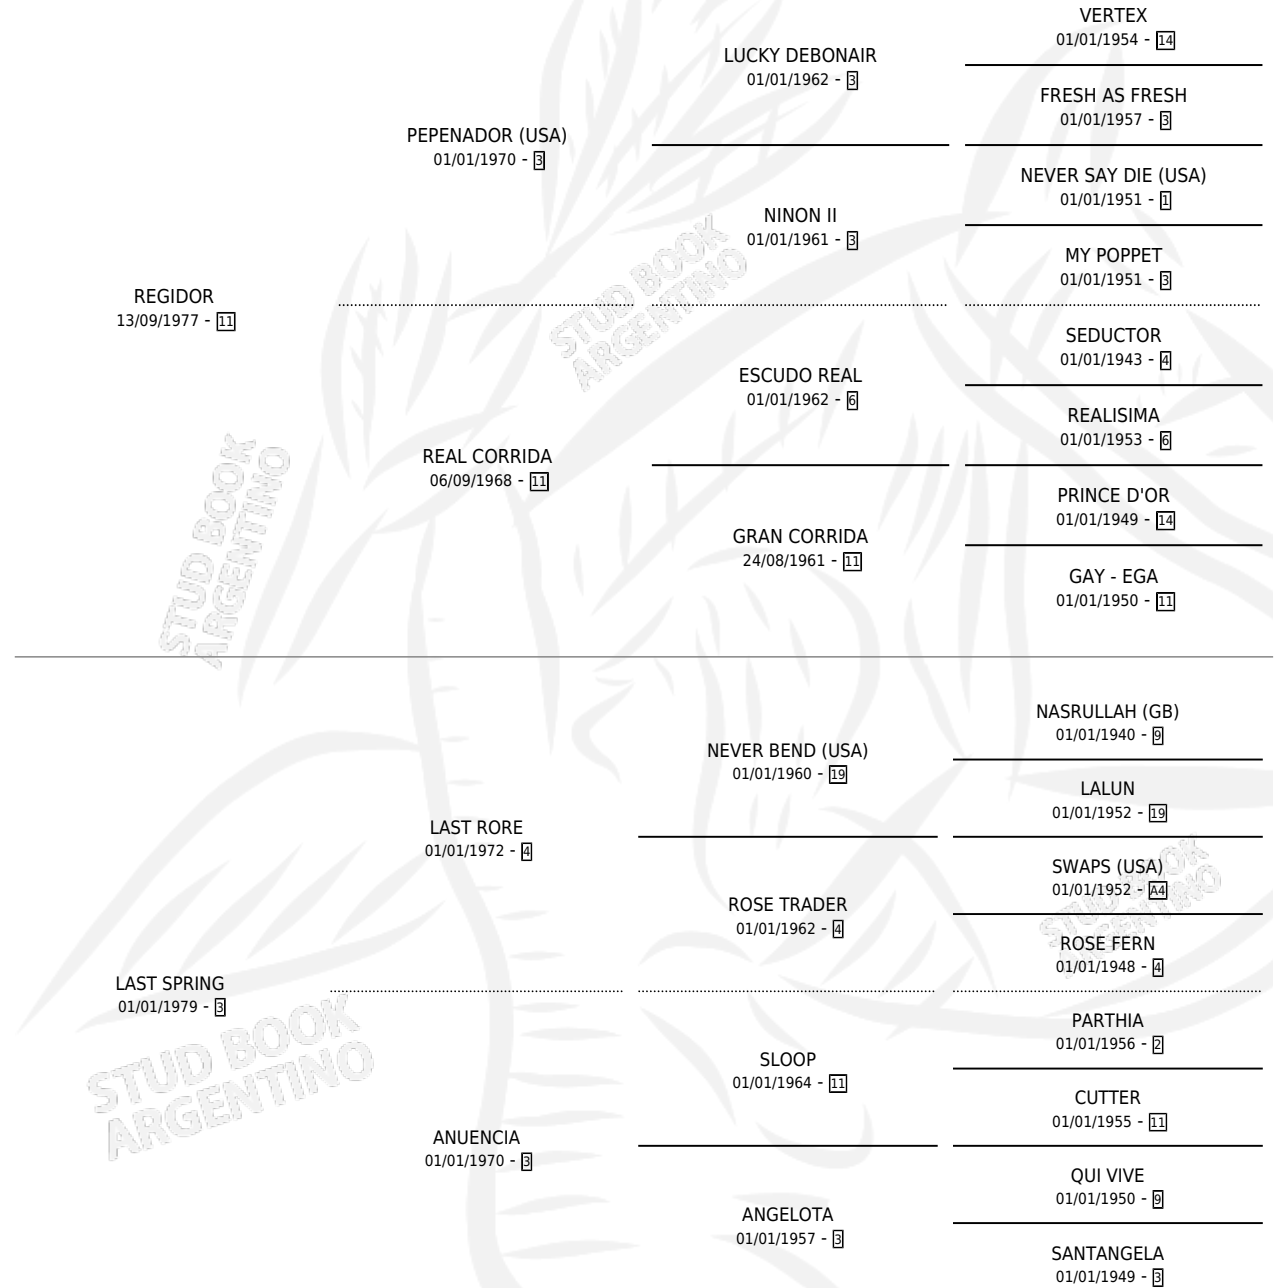 VERTEX
01/01/1954 - 14
LUCKY DEBONAIR
01/01/1962 - 3
FRESH AS FRESH
01/01/1957 - 3
PEPENADOR (USA)
01/01/1970 - 3
NEVER SAY DIE (USA)
01/01/1951 - 1
NINON II
01/01/1961 - 3
MY POPPET
01/01/1951 - 3
REGIDOR
13/09/1977 - 11
SEDUCTOR
01/01/1943 - 4
ESCUDO REAL
01/01/1962 - 6
REALISIMA
01/01/1953 - 6
REAL CORRIDA
06/09/1968 - 11
PRINCE D'OR
01/01/1949 - 14
GRAN CORRIDA
24/08/1961 - 11
GAY - EGA
01/01/1950 - 11
NASRULLAH (GB)
01/01/1940 - 9
NEVER BEND (USA)
01/01/1960 - 19
LALUN
01/01/1952 - 19
LAST RORE
01/01/1972 - 4
SWAPS (USA)
01/01/1952 - A4
ROSE TRADER
01/01/1962 - 4
ROSE FERN
01/01/1948 - 4
LAST SPRING
01/01/1979 - 3
PARTHIA
01/01/1956 - 2
SLOOP
01/01/1964 - 11
CUTTER
01/01/1955 - 11
ANUENCIA
01/01/1970 - 3
QUI VIVE
01/01/1950 - 9
ANGELOTA
01/01/1957 - 3
SANTANGELA
01/01/1949 - 3
STUD BOOK
ARGENTINO
STUD BOOK
ARGENTINO
STUD BOOK
ARGENTINO
STUD BOOK
ARGENTINO